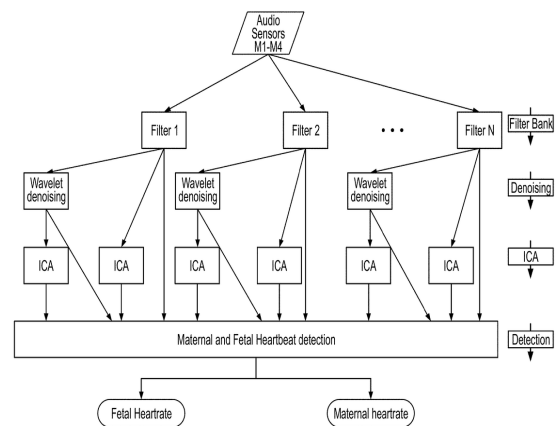 Audio
Sensors
M1-M4
Filter 1
Filter 2
• • •
Filter N
Filter Bank
Wavelet
denoising
Wavelet
denoising
Wavelet
denoising
Denoising
ICA
ICA
ICA
ICA
ICA
ICA
ICA
Maternal and Fetal Heartbeat detection
Detection
Fetal Heartrate
Maternal heartrate